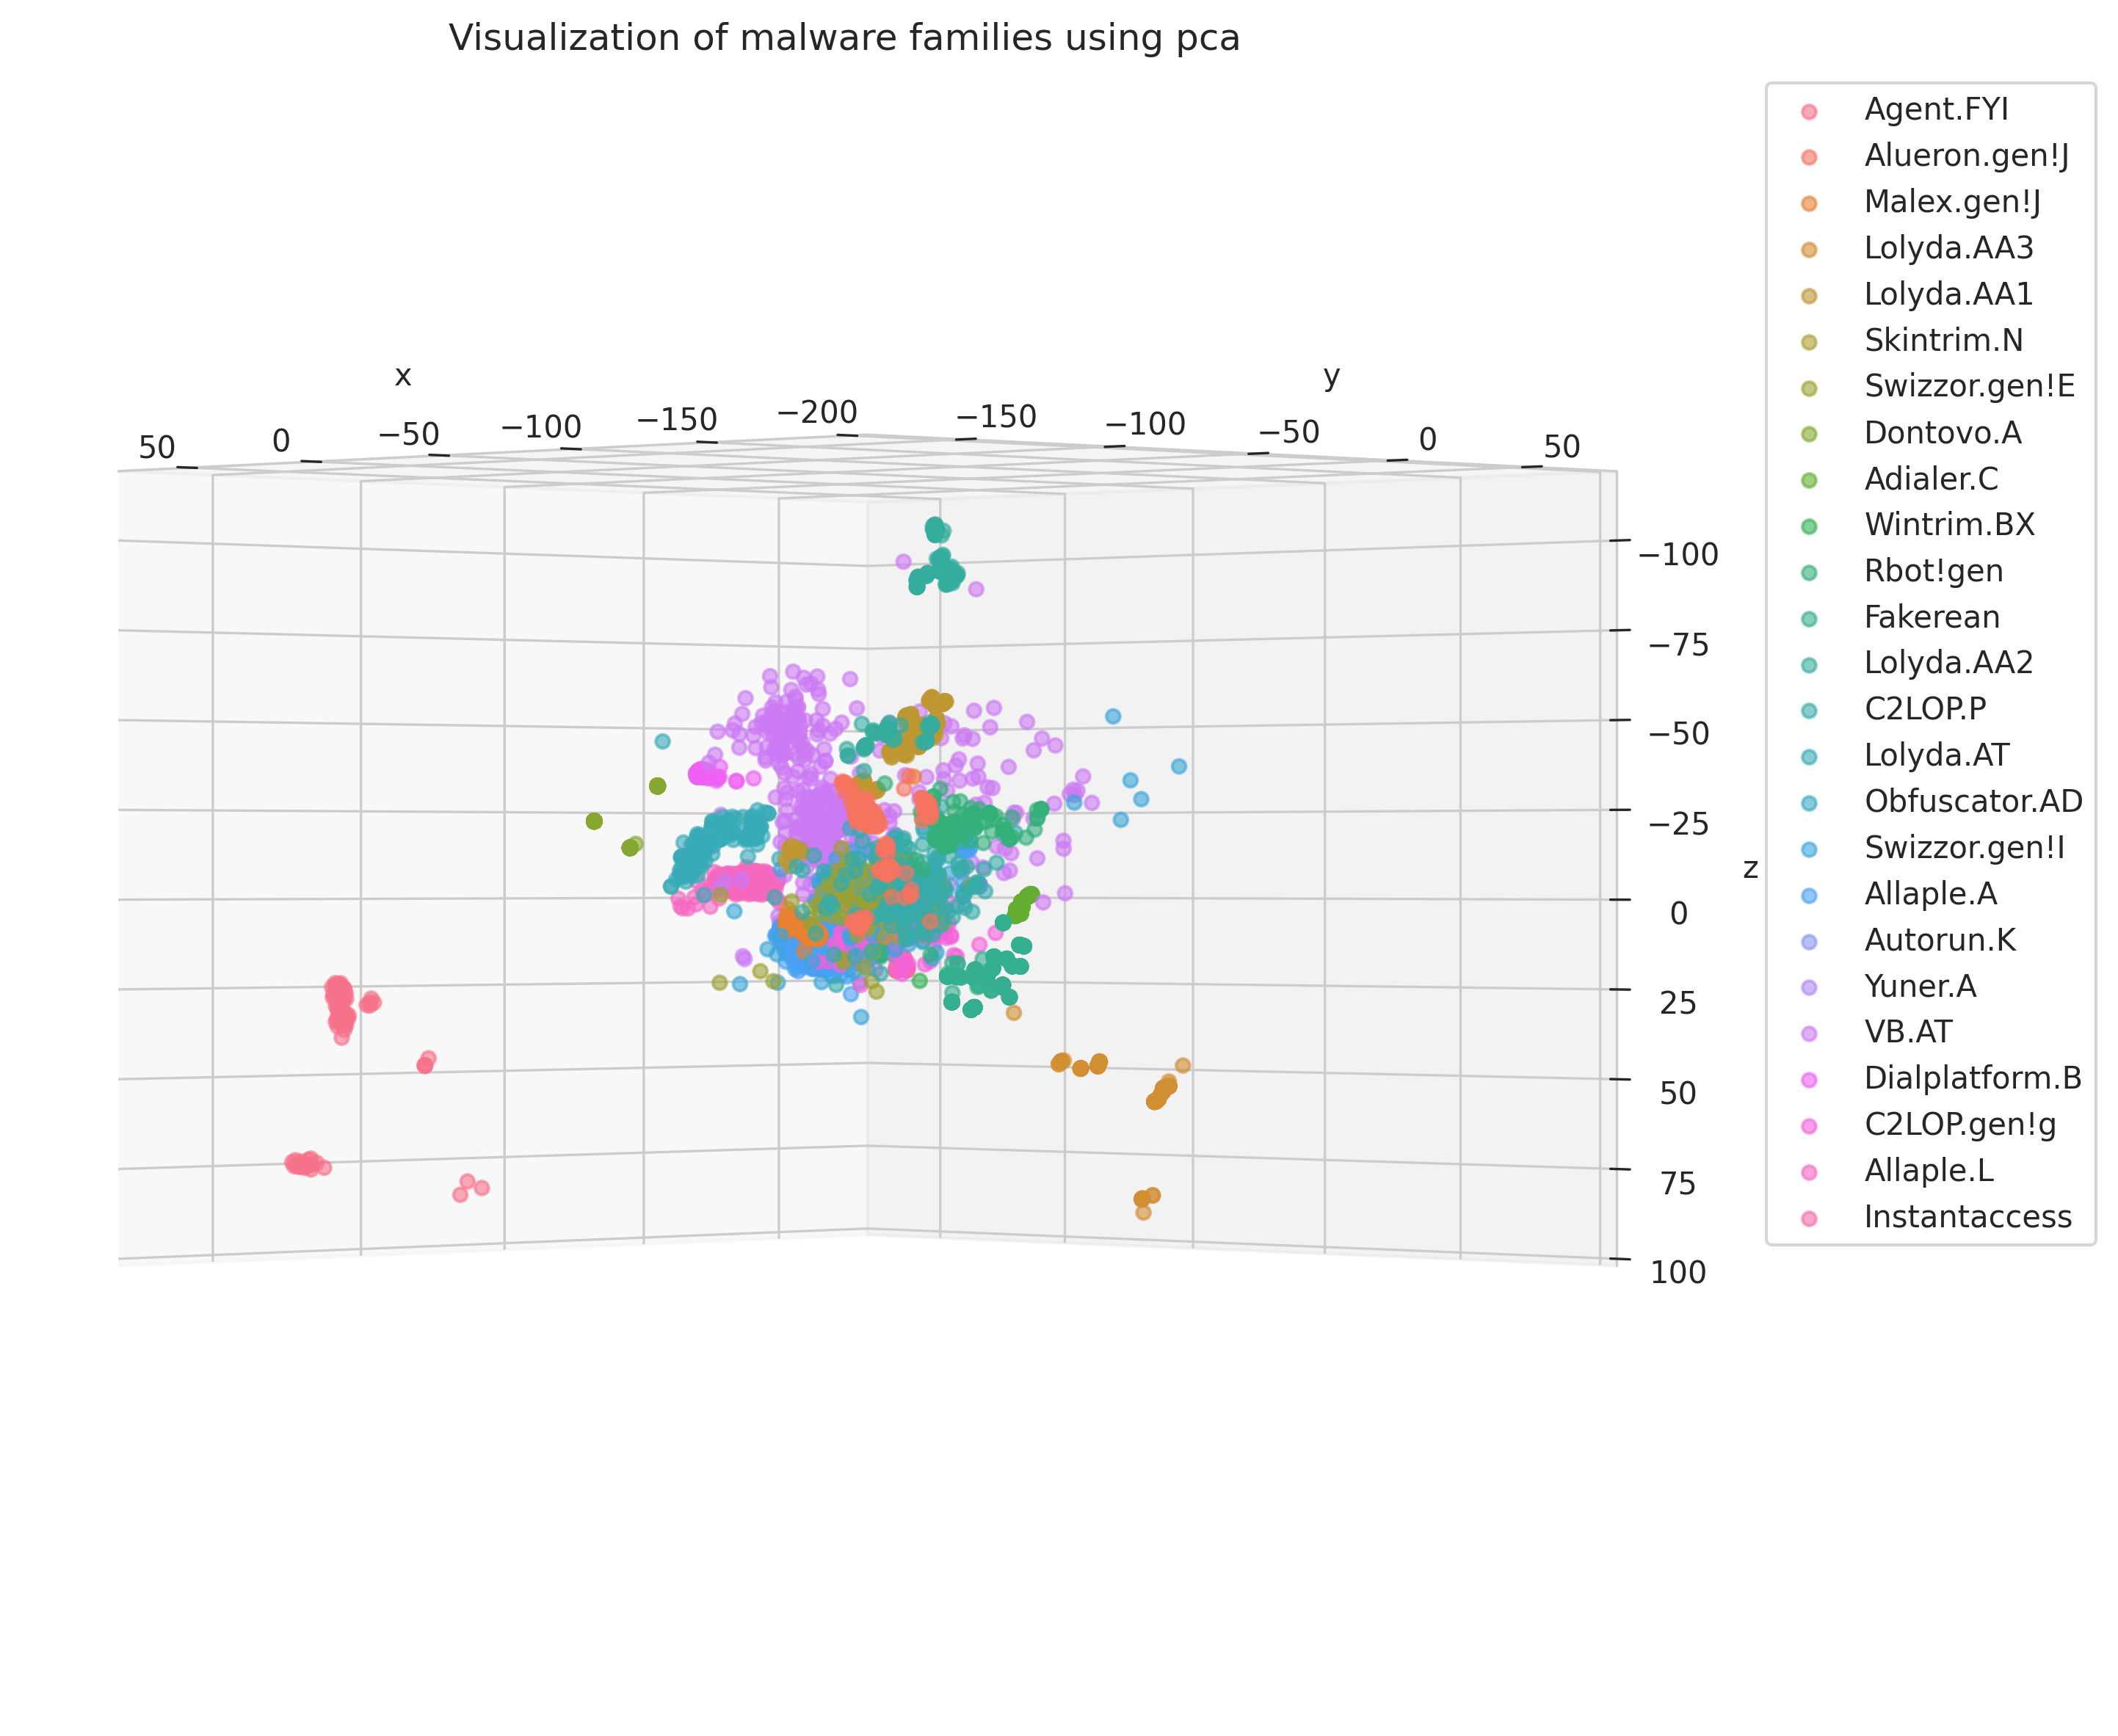 Visualization of malware families using pca
x
y
50
0
−50
−100
−150
−200
−150
−100
−50
0
50
−100
−75
−50
−25
z
0
25
50
75
100
Agent.FYI
Alueron.gen!J
Malex.gen!J
Lolyda.AA3
Lolyda.AA1
Skintrim.N
Swizzor.gen!E
Dontovo.A
Adialer.C
Wintrim.BX
Rbot!gen
Fakerean
Lolyda.AA2
C2LOP.P
Lolyda.AT
Obfuscator.AD
Swizzor.gen!I
Allaple.A
Autorun.K
Yuner.A
VB.AT
Dialplatform.B
C2LOP.gen!g
Allaple.L
Instantaccess